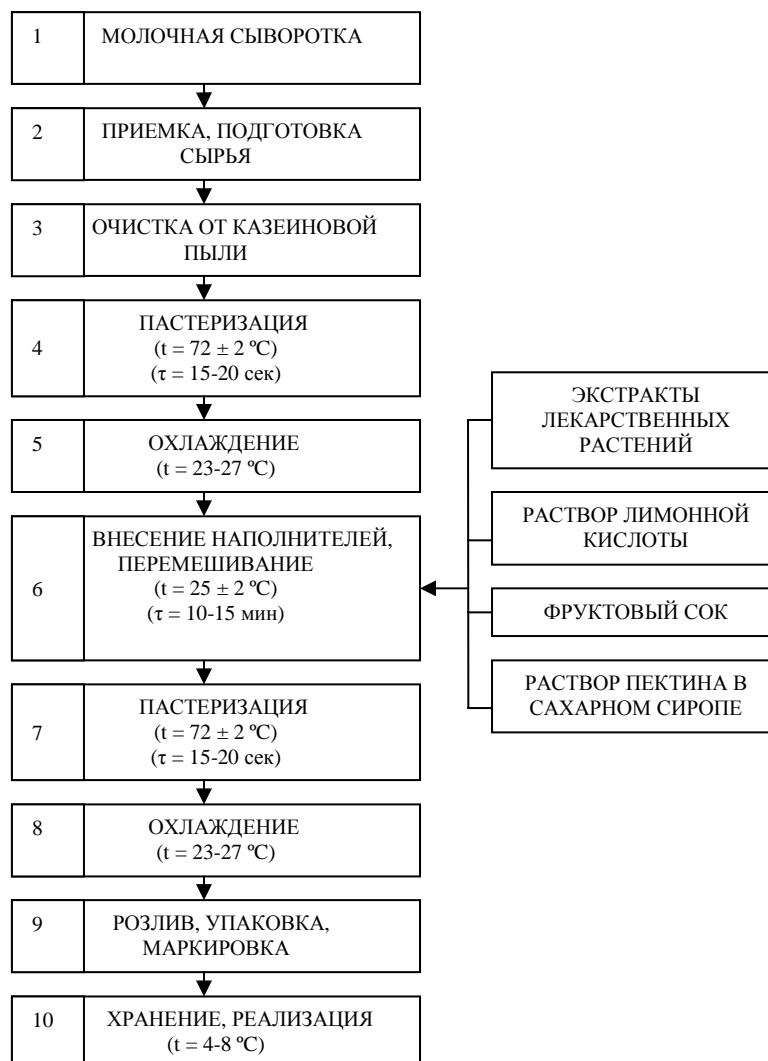 1
МОЛОЧНАЯ СЫВОРОТКА
2
ПРИЕМКА, ПОДГОТОВКА
СЫРЬЯ
3
ОЧИСТКА ОТ КАЗЕИНОВОЙ
ПЫЛИ
4
ПАСТЕРИЗАЦИЯ
(t = 72 ± 2 ºC)
(τ = 15-20 сек)
5
ОХЛАЖДЕНИЕ
(t = 23-27 ºC)
6
ВНЕСЕНИЕ НАПОЛНИТЕЛЕЙ,
ПЕРЕМЕШИВАНИЕ
(t = 25 ± 2 ºC)
(τ = 10-15 мин)
ЭКСТРАКТЫ
ЛЕКАРСТВЕННЫХ
РАСТЕНИЙ
РАСТВОР ЛИМОННОЙ
КИСЛОТЫ
ФРУКТОВЫЙ СОК
РАСТВОР ПЕКТИНА В
САХАРНОМ СИРОПЕ
7
ПАСТЕРИЗАЦИЯ
(t = 72 ± 2 ºC)
(τ = 15-20 сек)
8
ОХЛАЖДЕНИЕ
(t = 23-27 ºC)
9
РОЗЛИВ, УПАКОВКА,
МАРКИРОВКА
10
ХРАНЕНИЕ, РЕАЛИЗАЦИЯ
(t = 4-8 ºC)